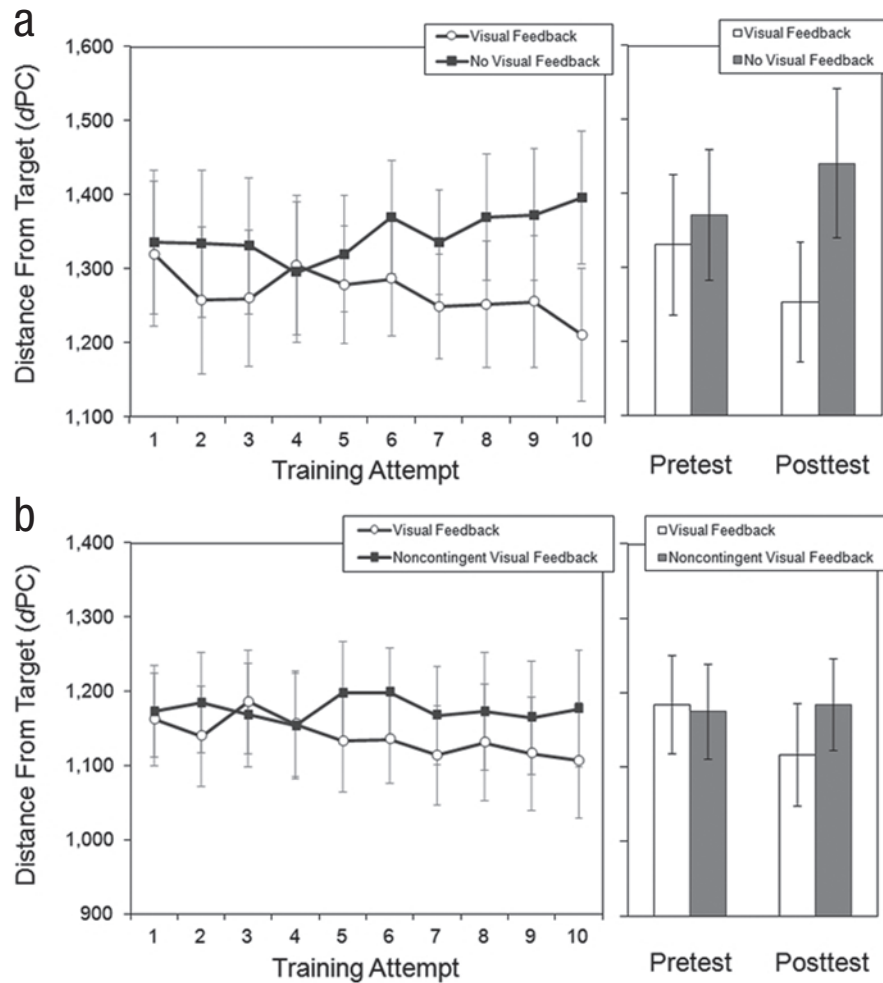 a
Visual Feedback
No Visual Feedback
Visual Feedback
No Visual Feedback
Distance From Target (dPC)
1,600
1,500
1,400
1,300
1,200
1,100
1 2 3 4 5 6 7 8 9 10
Training Attempt
Pretest Posttest
b
Visual Feedback
Noncontingent Visual Feedback
Visual Feedback
Noncontingent Visual Feedback
Distance From Target (dPC)
1,400
1,300
1,200
1,100
1,000
900
1 2 3 4 5 6 7 8 9 10
Training Attempt
Pretest Posttest